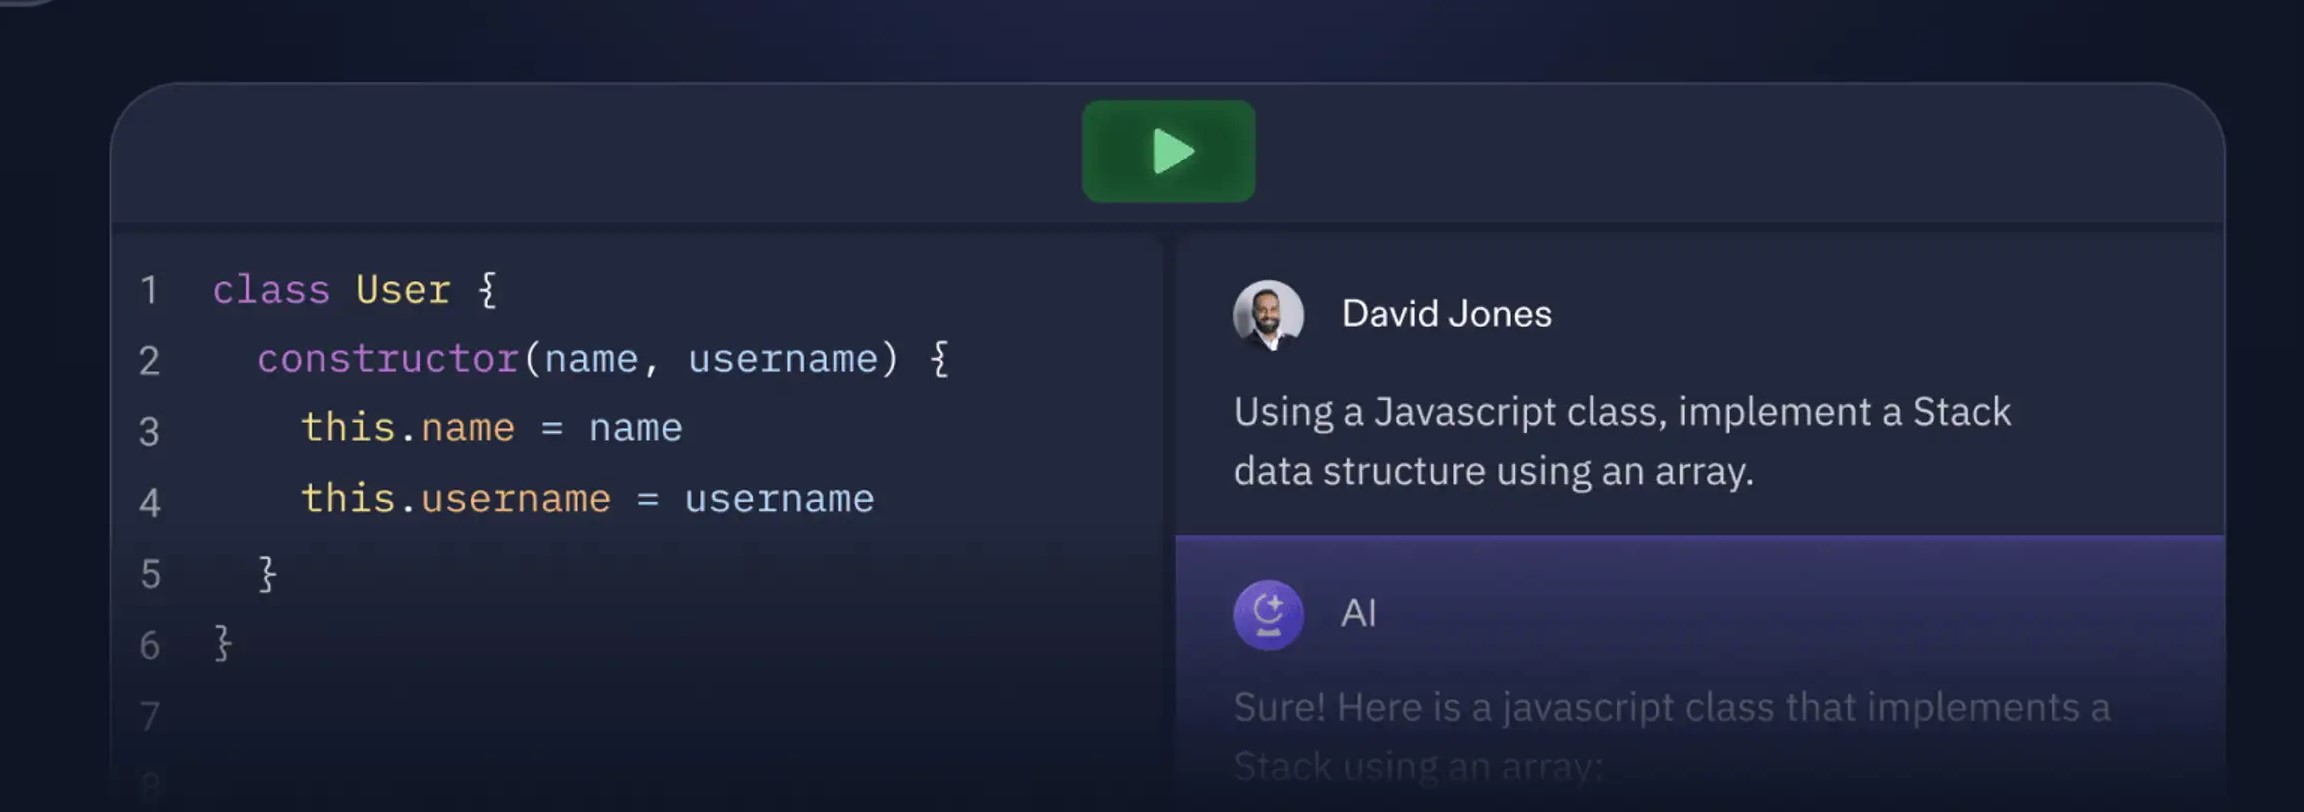 1 class User {
2 constructor(name, username) {
3 this.name = name
4 this.username = username
5 }
6 }
7
8
David Jones
Using a Javascript class, implement a Stack
data structure using an array.
AI
Sure! Here is a javascript class that implements a
Stack using an array: